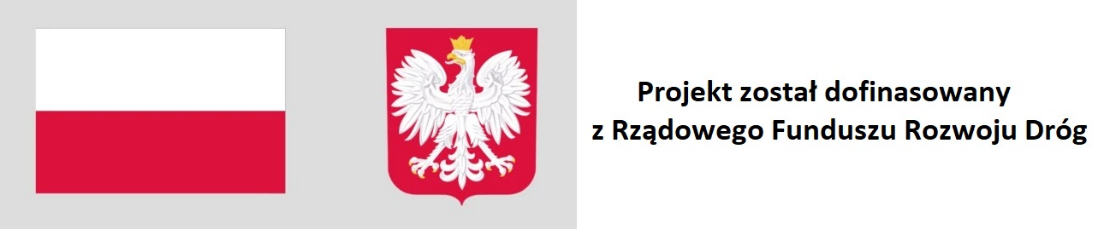 Projekt został dofinasowany
z Rządowego Funduszu Rozwoju Dróg